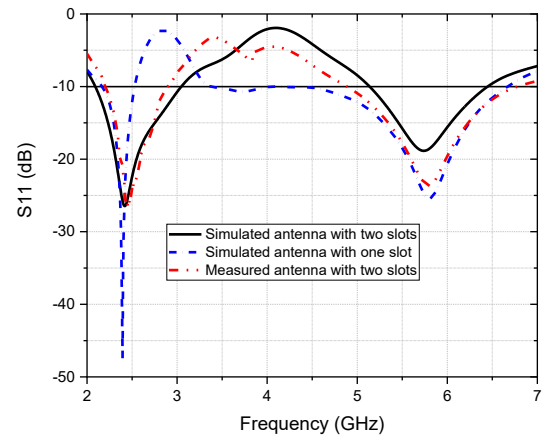 0
-10
-20
-30
-40
-50
S11 (dB)
Simulated antenna with two slots
Simulated antenna with one slot
Measured antenna with two slots
2 3 4 5 6 7
Frequency (GHz)